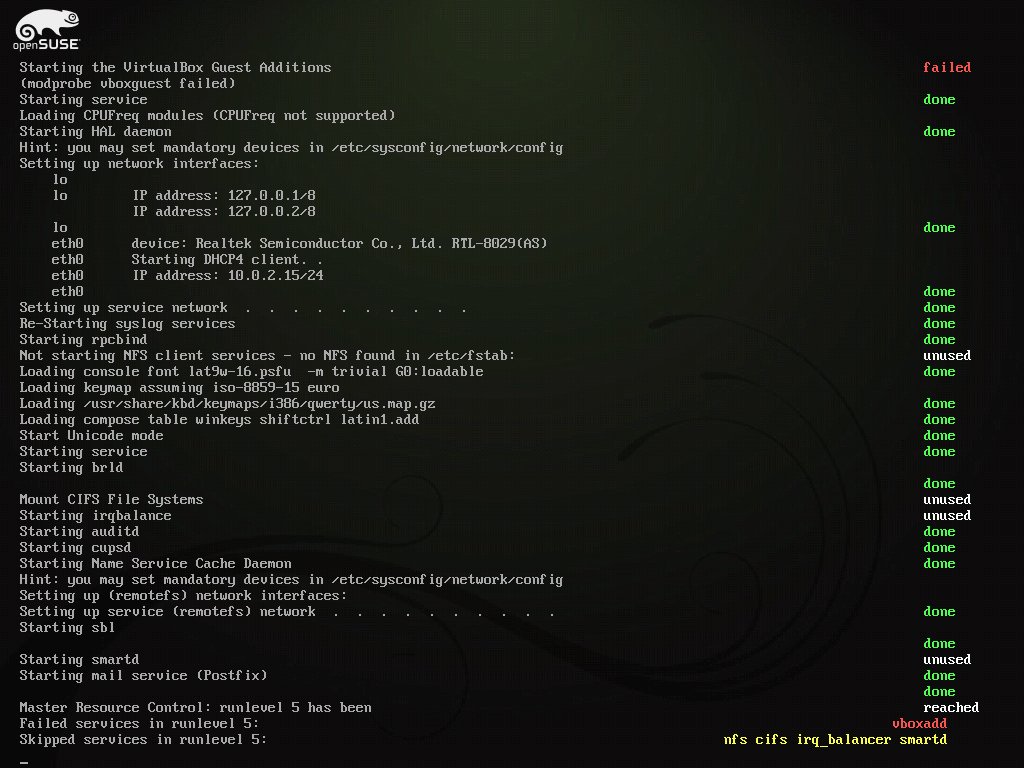 openSUSE
Starting the VirtualBox Guest Additions failed
(modprobe vboxguest failed)
Starting service done
Loading CPUFreq modules (CPUFreq not supported)
Starting HAL daemon done
Hint: you may set mandatory devices in /etc/sysconfig/network/config
Setting up network interfaces:
lo
lo IP address: 127.0.0.1/8
IP address: 127.0.0.2/8
lo done
eth0 device: Realtek Semiconductor Co., Ltd. RTL-8029(AS)
eth0 Starting DHCP4 client. .
eth0 IP address: 10.0.2.15/24
eth0 done
Setting up service network . . . . . . . . . . done
Re-Starting syslog services done
Starting rpcbind done
Not starting NFS client services - no NFS found in /etc/fstab: unused
Loading console font lat9w-16.psfu -m trivial G0:loadable done
Loading keymap assuming iso-8859-15 euro
Loading /usr/share/kbd/keymaps/i386/qwerty/us.map.gz done
Loading compose table winkeys shiftctrl latin1.add done
Start Unicode mode done
Starting service done
Starting brld
done
Mount CIFS File Systems unused
Starting irqbalance unused
Starting auditd done
Starting cupsd done
Starting Name Service Cache Daemon done
Hint: you may set mandatory devices in /etc/sysconfig/network/config
Setting up (remotefs) network interfaces:
Setting up service (remotefs) network . . . . . . . . . . done
Starting sbl
done
Starting smartd unused
Starting mail service (Postfix) done
done
Master Resource Control: runlevel 5 has been reached
Failed services in runlevel 5: vboxadd
Skipped services in runlevel 5: nfs cifs irq_balancer smartd
_